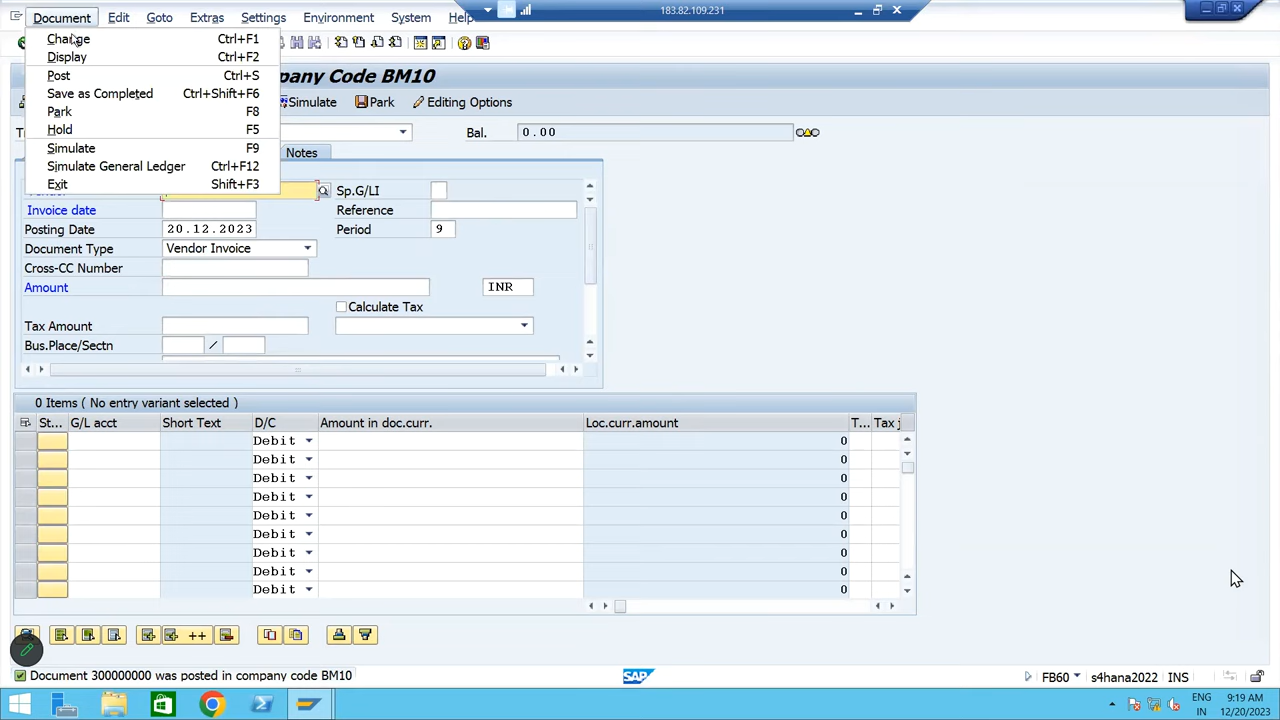 183.82.109.231
Document Edit Goto Extras Settings Environment System Help
Change Ctrl+F1
Display Ctrl+F2
Post Ctrl+S
Save as Completed Ctrl+Shift+F6
Park F8
Hold F5
Simulate F9
Simulate General Ledger Ctrl+F12
Exit Shift+F3
Company Code BM10
Simulate Park Editing Options
Bal. 0.00
Notes
Sp.G/LI
Invoice date Reference
Posting Date 20.12.2023 Period 9
Document Type Vendor Invoice
Cross-CC Number
Amount INR
Calculate Tax
Tax Amount
Bus.Place/Sectn /
0 Items ( No entry variant selected )
St... G/L acct Short Text D/C Amount in doc.curr. Loc.curr.amount T... Tax j
Debit 0
Debit 0
Debit 0
Debit 0
Debit 0
Debit 0
Debit 0
Debit 0
Debit 0
Document 300000000 was posted in company code BM10 SAP FB60 s4hana2022 INS
ENG 9:19 AM
IN 12/20/2023